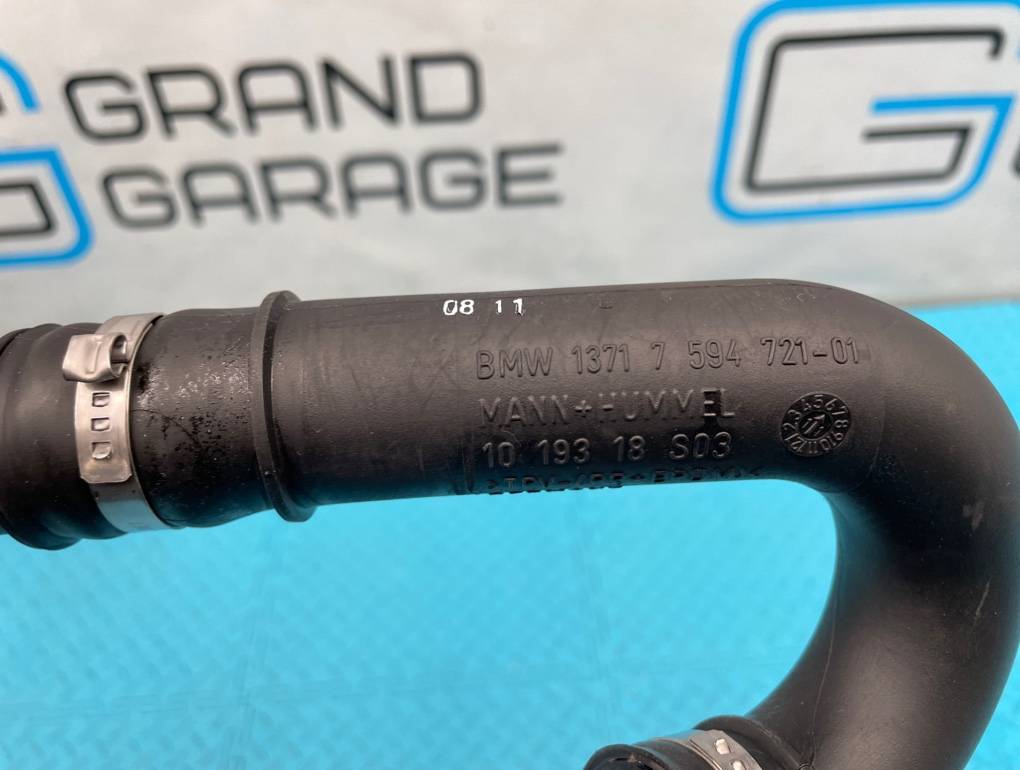 GRAND
GARAGE
08 11
BMW 1371 7 594 721-01
MANN+HUMMEL
10 193 18 S03